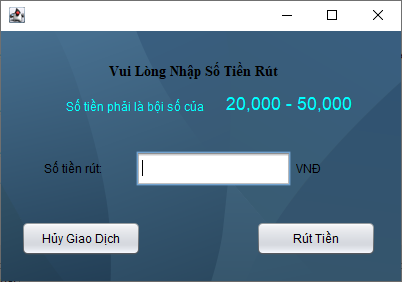 Vui Lòng Nhập Số Tiền Rút
Số tiền phải là bội số của 20,000 - 50,000
Số tiền rút: VNĐ
Hủy Giao Dịch Rút Tiền